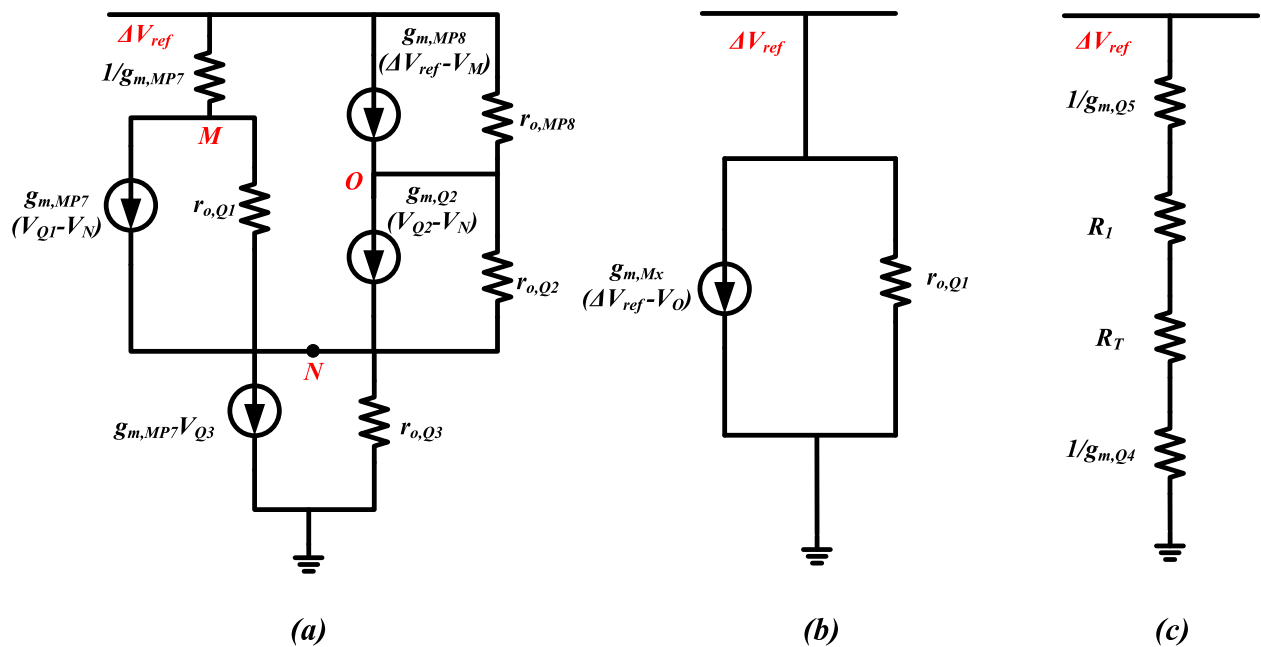 ΔVref
1/gm,MP7
M
gm,MP7
(VQ1-VN)
ro,Q1
gm,MP8
(ΔVref-VM)
ro,MP8
O
gm,Q2
(VQ2-VN)
ro,Q2
N
gm,MP7VQ3
ro,Q3
(a)
ΔVref
gm,Mx
(ΔVref-VO)
ro,Q1
(b)
ΔVref
1/gm,Q5
R1
RT
1/gm,Q4
(c)